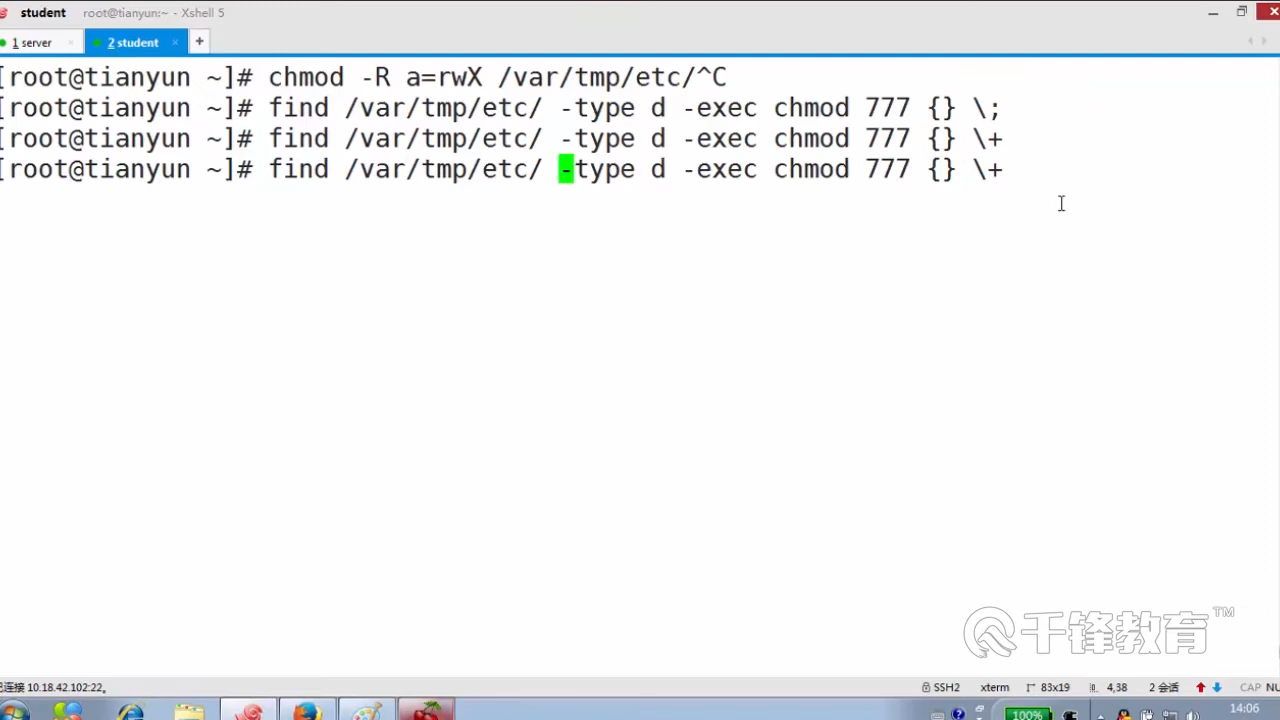 student root@tianyun:~ - Xshell 5
1 server × 2 student × +
[root@tianyun ~]# chmod -R a=rwX /var/tmp/etc/^C
[root@tianyun ~]# find /var/tmp/etc/ -type d -exec chmod 777 {} \;
[root@tianyun ~]# find /var/tmp/etc/ -type d -exec chmod 777 {} \+
[root@tianyun ~]# find /var/tmp/etc/ -type d -exec chmod 777 {} \+
千锋教育™
连接 10.18.42.102:22。 SSH2 xterm 83x19 4,38 2 会话 CAP NU
100% 14:06